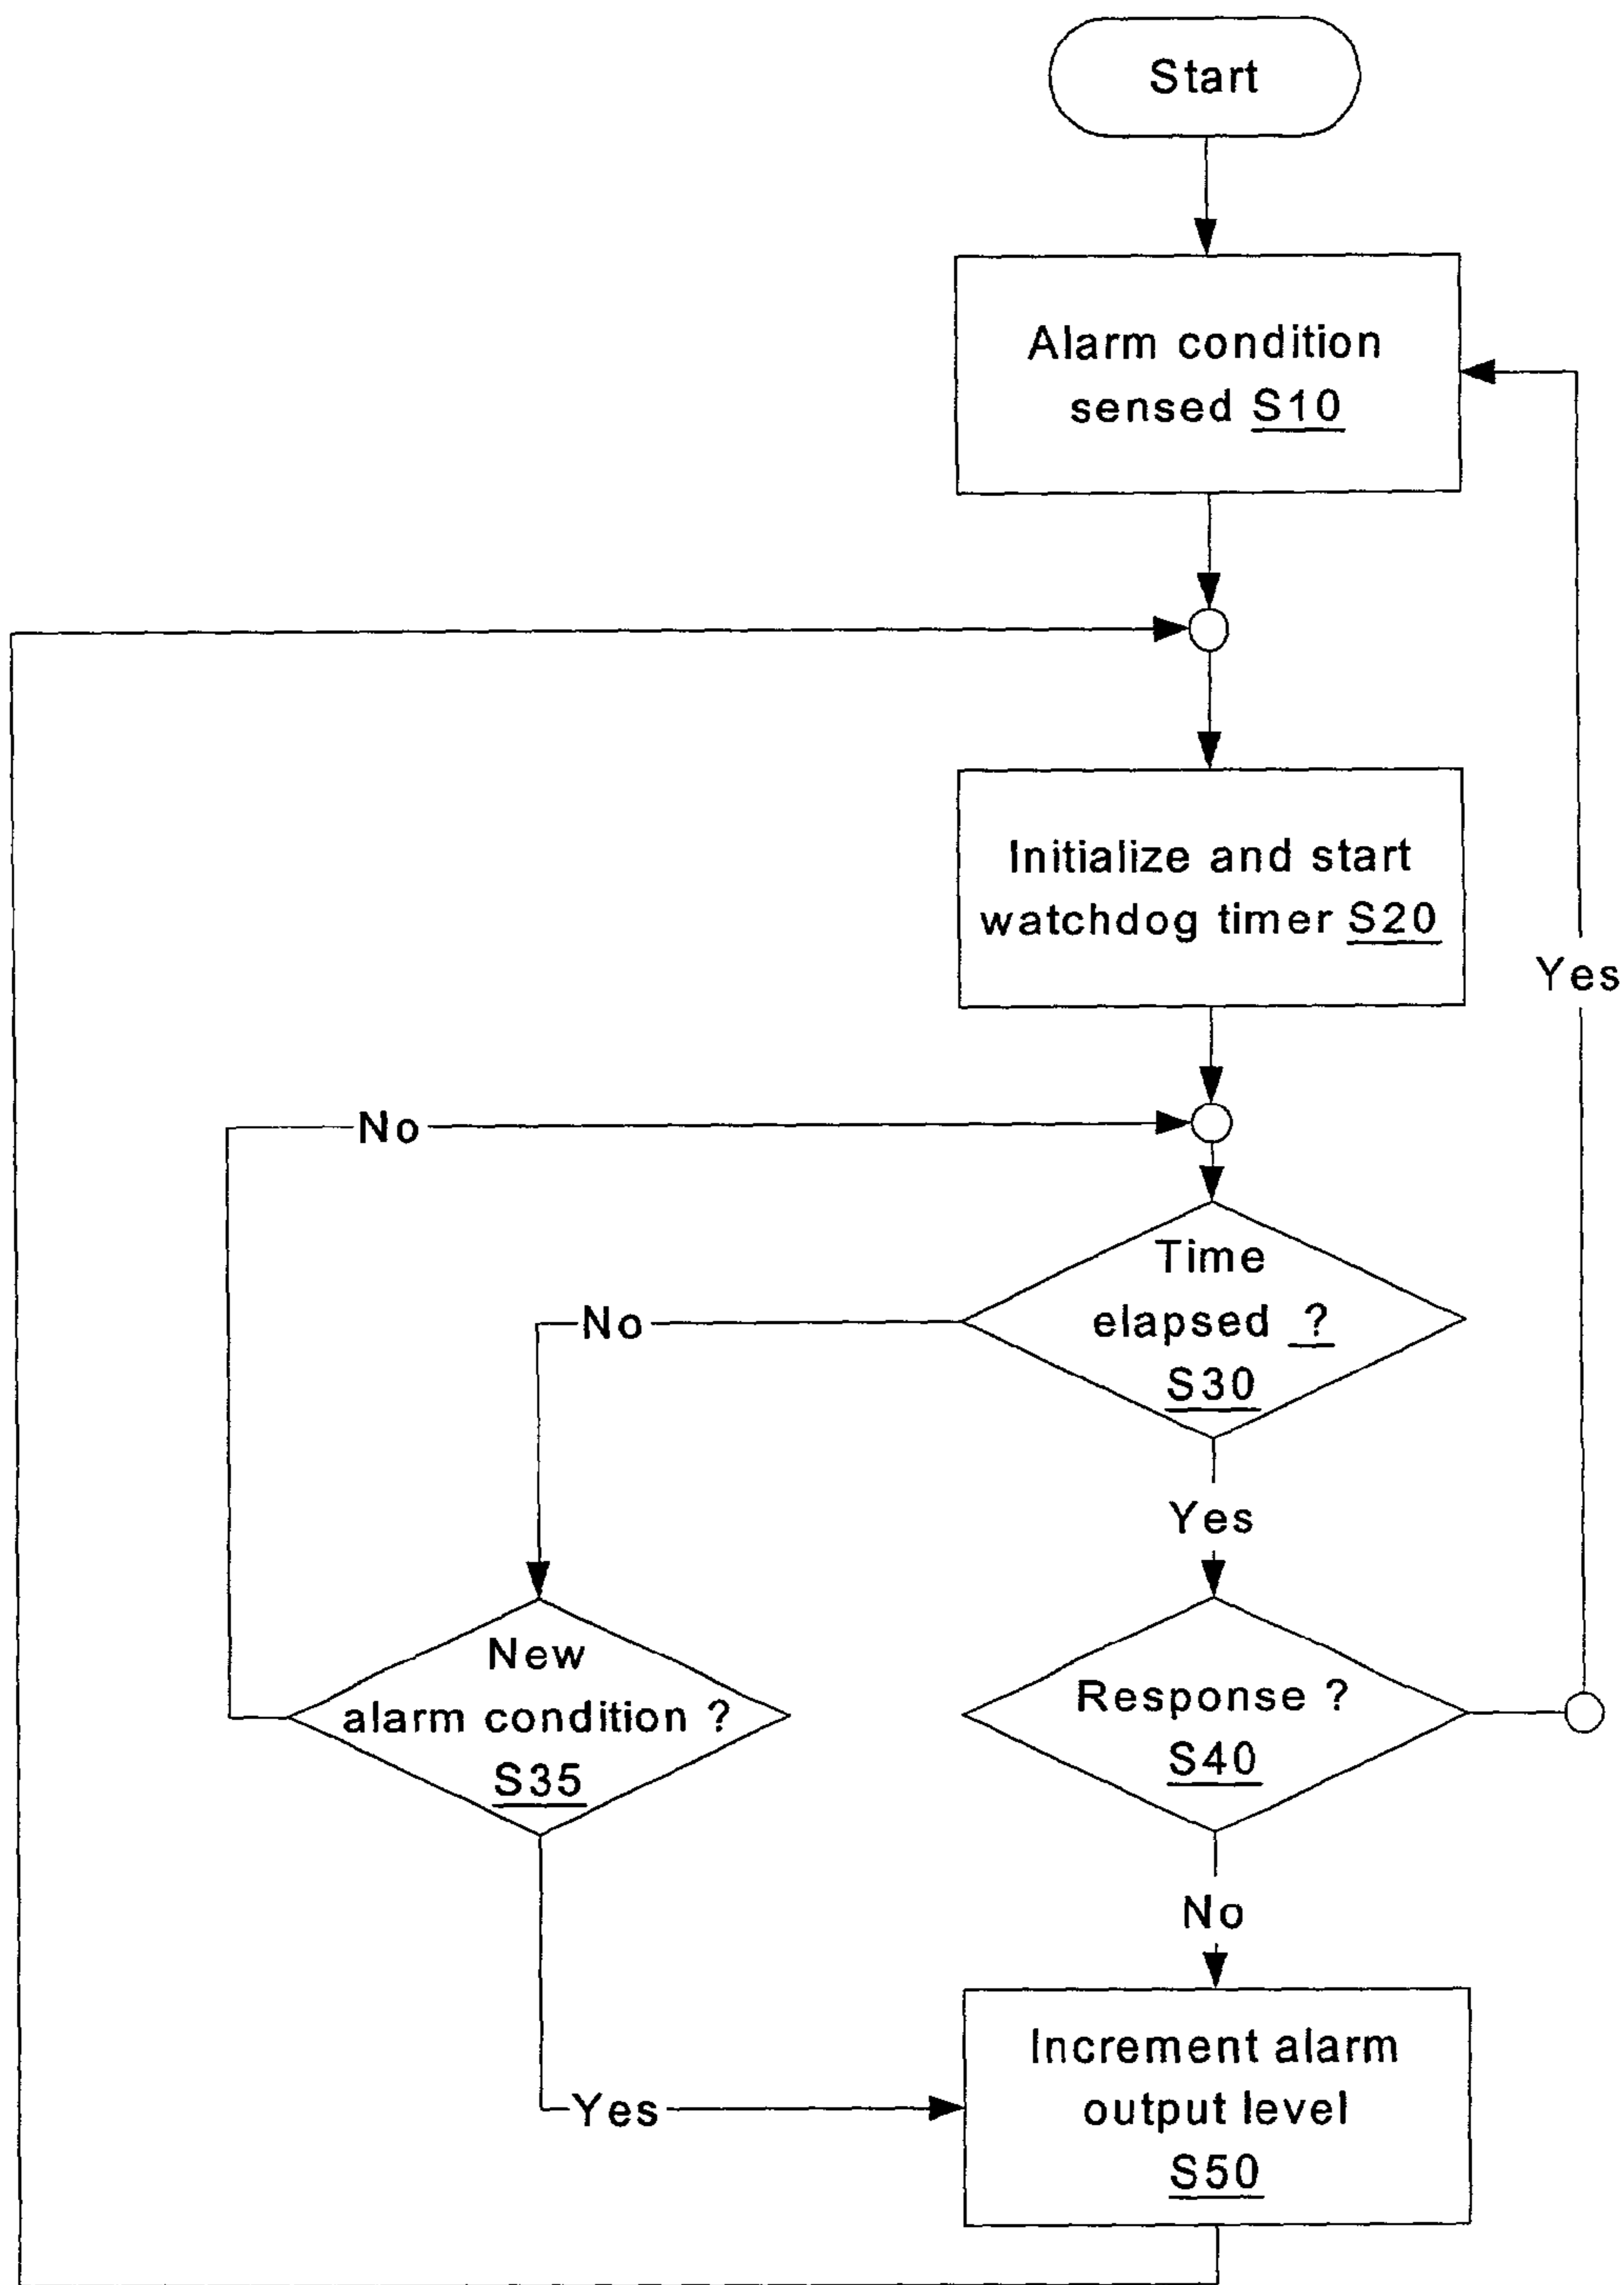 Start
Alarm condition
sensed S10
Initialize and start
watchdog timer S20
Yes
No
Time
elapsed ?
S30
No
Yes
New
alarm condition ?
S35
Response ?
S40
No
Yes
Increment alarm
output level
S50